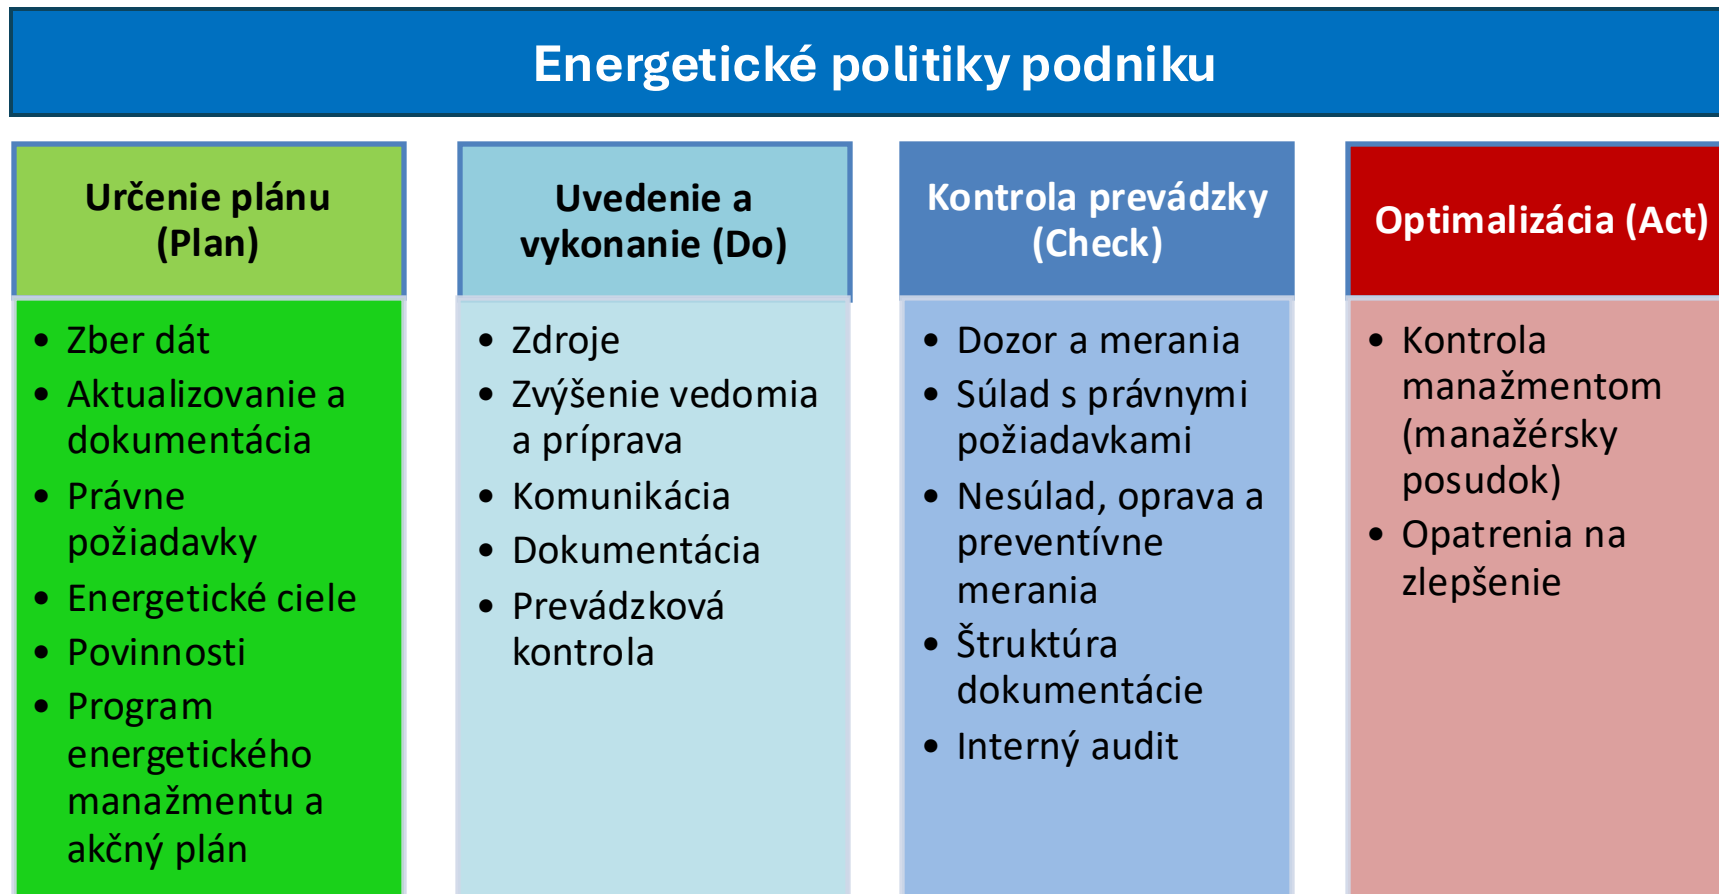 Energetické politiky podniku
Určenie plánu
(Plan)
• Zber dát
• Aktualizovanie a
dokumentácia
• Právne
požiadavky
• Energetické ciele
• Povinnosti
• Program
energetického
manažmentu a
akčný plán
Uvedenie a
vykonanie (Do)
• Zdroje
• Zvýšenie vedomia
a príprava
• Komunikácia
• Dokumentácia
• Prevádzková
kontrola
Kontrola prevádzky
(Check)
• Dozor a merania
• Súlad s právnymi
požiadavkami
• Nesúlad, oprava a
preventívne
merania
• Štruktúra
dokumentácie
• Interný audit
Optimalizácia (Act)
• Kontrola
manažmentom
(manažérsky
posudok)
• Opatrenia na
zlepšenie